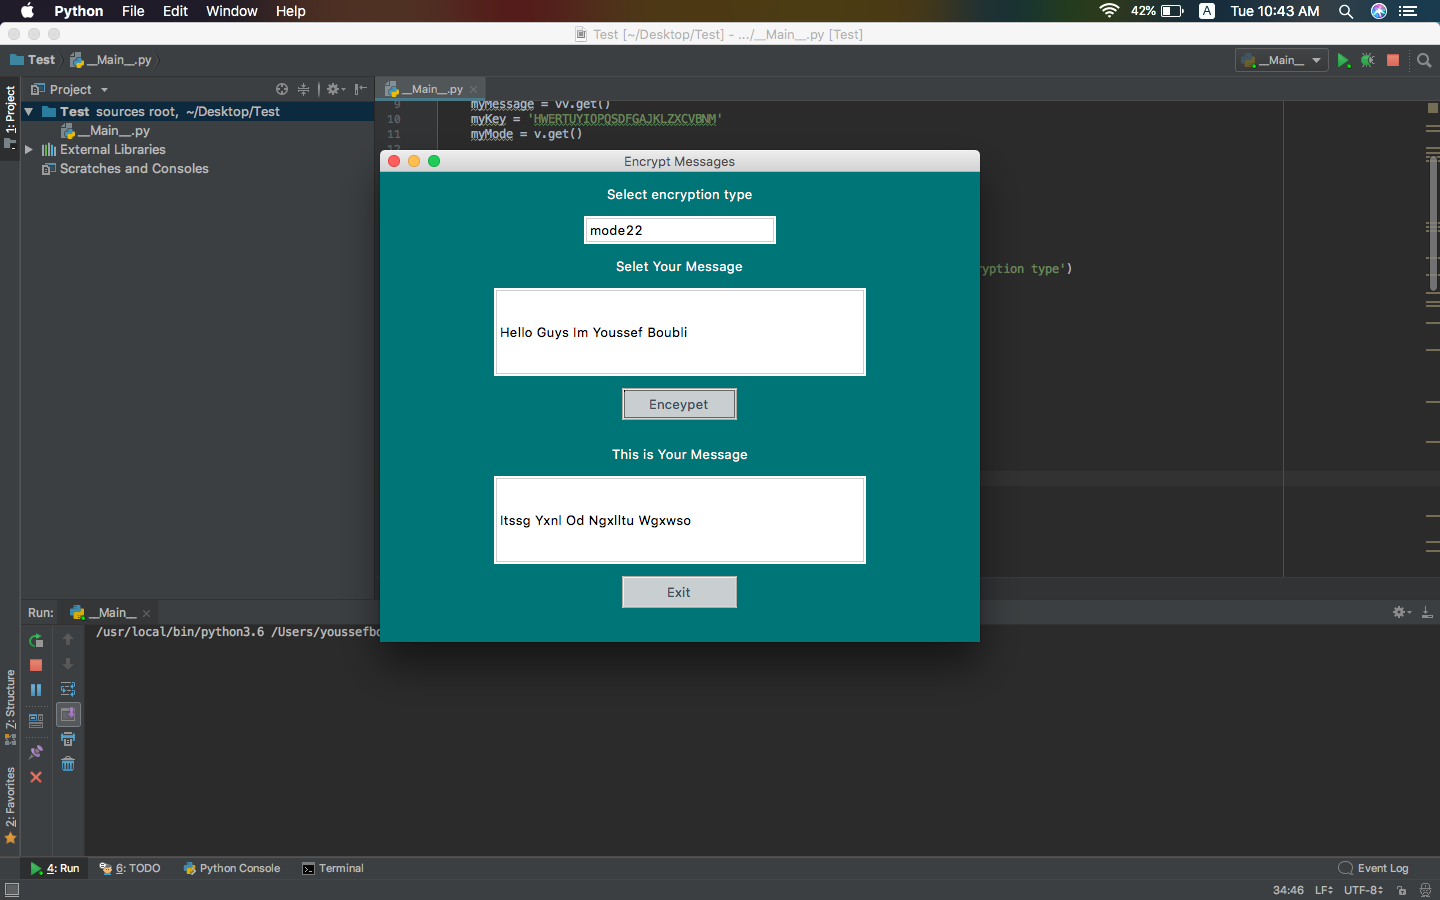 Python File Edit Window Help 42% A Tue 10:43 AM
Test [~/Desktop/Test] - .../__Main__.py [Test]
Test __Main__.py __Main__
1: Project
Project
__Main__.py
Test sources root, ~/Desktop/Test
__Main__.py
External Libraries
Scratches and Consoles
9 myMessage = vv.get()
10 myKey = 'HWERTUYIOPQSDFGAJKLZXCVBNM'
11 myMode = v.get()
12
yption type')
Encrypt Messages
Select encryption type
mode22
Selet Your Message
Hello Guys Im Youssef Boubli
Enceypet
This is Your Message
Itssg Yxnl Od Ngxlltu Wgxwso
Exit
Run: __Main__
/usr/local/bin/python3.6 /Users/youssefbo
7: Structure
2: Favorites
4: Run 6: TODO Python Console Terminal Event Log
34:46 LF UTF-8